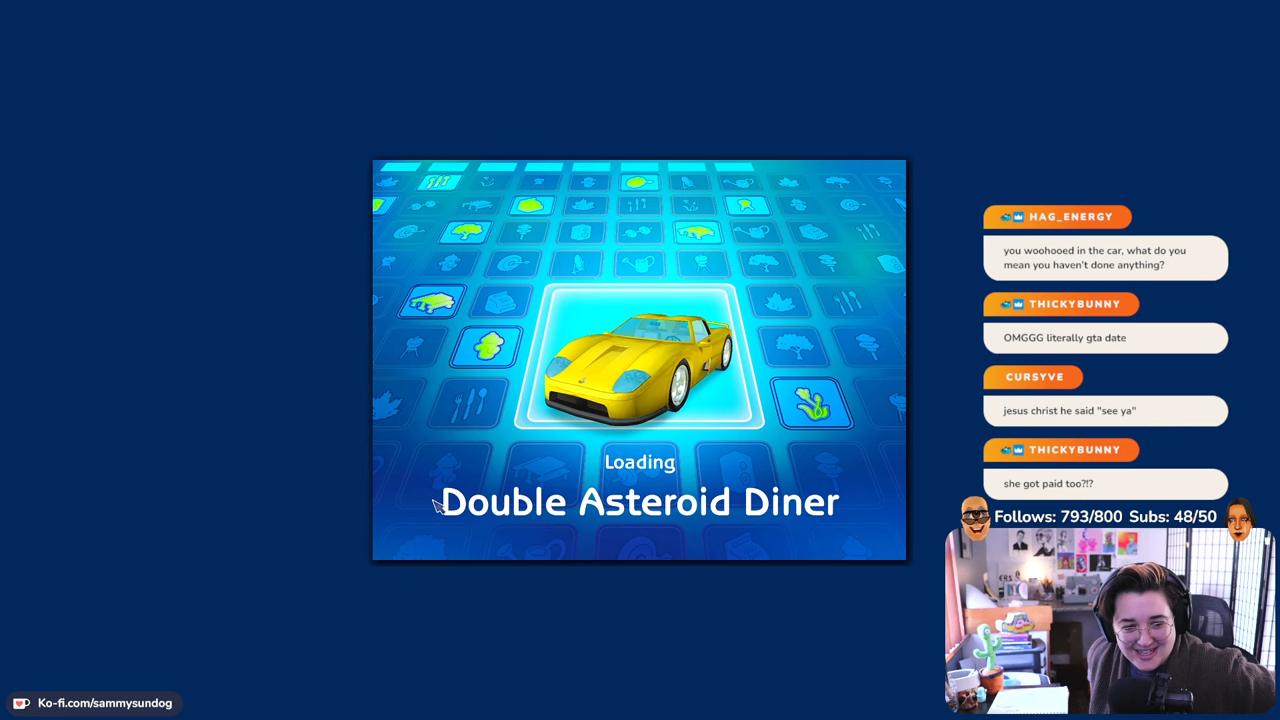 HAG_ENERGY
you woohooed in the car, what do you
mean you haven't done anything?
THICKYBUNNY
OMGGG literally gta date
CURSYVE
jesus christ he said "see ya"
THICKYBUNNY
she got paid too?!?
Loading
Double Asteroid Diner
Follows: 793/800 Subs: 48/50
Ko-fi.com/sammysundog